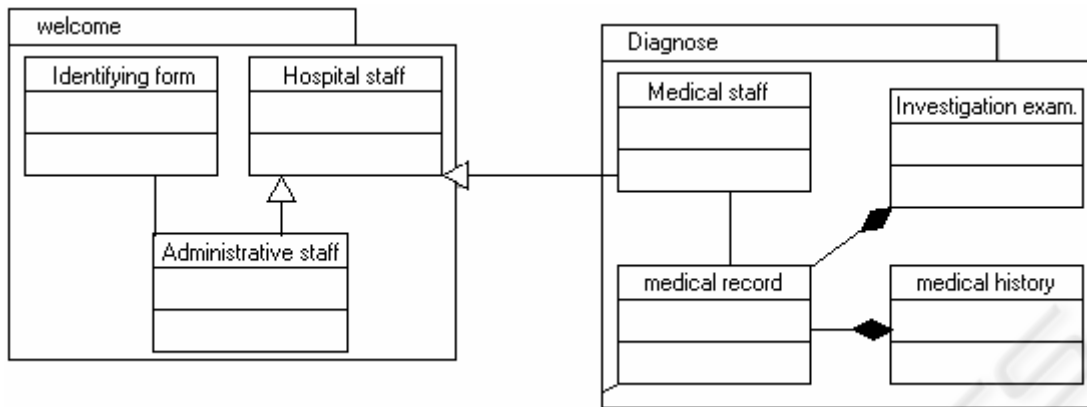 welcome
Identifying form
Hospital staff
Administrative staff
Diagnose
Medical staff
Investigation exam.
medical record
medical history